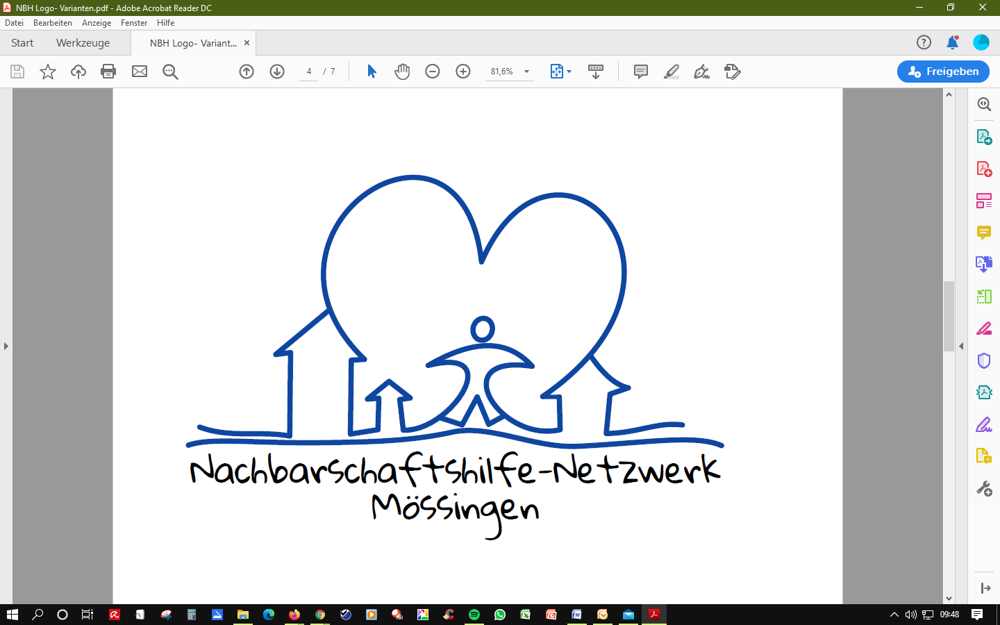 NBH Logo- Varianten.pdf - Adobe Acrobat Reader DC
Datei Bearbeiten Anzeige Fenster Hilfe
Start Werkzeuge NBH Logo- Variant... ×
4 / 7 81,6% Freigeben
Nachbarschaftshilfe-Netzwerk
Mössingen
09:48